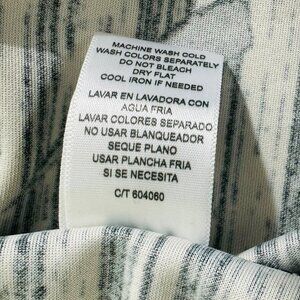 MACHINE WASH COLD
WASH COLORS SEPARATELY
DO NOT BLEACH
DRY FLAT
COOL IRON IF NEEDED
LAVAR EN LAVADORA CON
AGUA FRIA
LAVAR COLORES SEPARADO
NO USAR BLANQUEADOR
SEQUE PLANO
USAR PLANCHA FRIA
SI SE NECESITA
C/T 604060